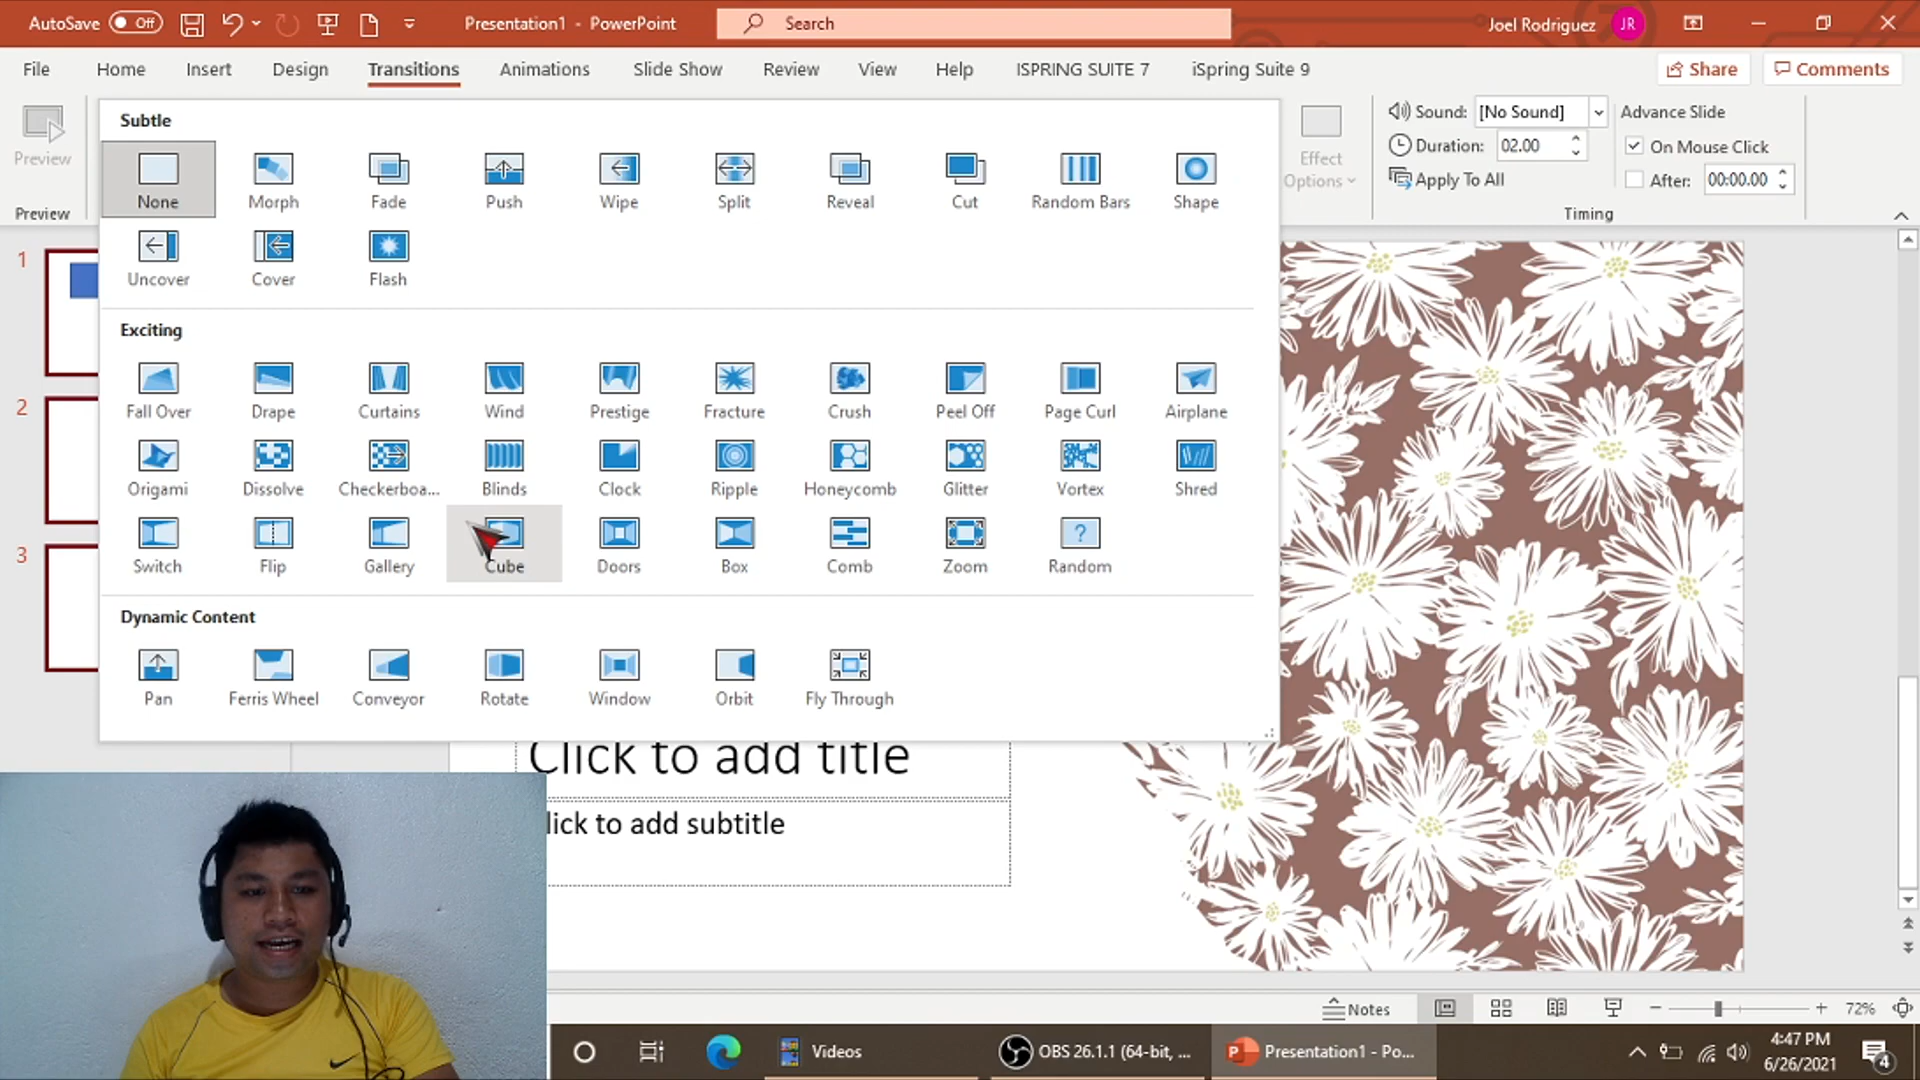 AutoSave Off Presentation1 - PowerPoint Search Joel Rodriguez JR
File Home Insert Design Transitions Animations Slide Show Review View Help ISPRING SUITE 7 iSpring Suite 9 Share Comments
Preview
Preview
Subtle
None Morph Fade Push Wipe Split Reveal Cut Random Bars Shape
Uncover Cover Flash
Exciting
Fall Over Drape Curtains Wind Prestige Fracture Crush Peel Off Page Curl Airplane
Origami Dissolve Checkerboa... Blinds Clock Ripple Honeycomb Glitter Vortex Shred
Switch Flip Gallery Cube Doors Box Comb Zoom Random
Dynamic Content
Pan Ferris Wheel Conveyor Rotate Window Orbit Fly Through
Effect
Options
Sound: [No Sound] Advance Slide
Duration: 02.00 On Mouse Click
Apply To All After: 00:00.00
Timing
1
2
3
Click to add title
lick to add subtitle
Notes 72%
Videos OBS 26.1.1 (64-bit, ... Presentation1 - Po... 4:47 PM
6/26/2021 4